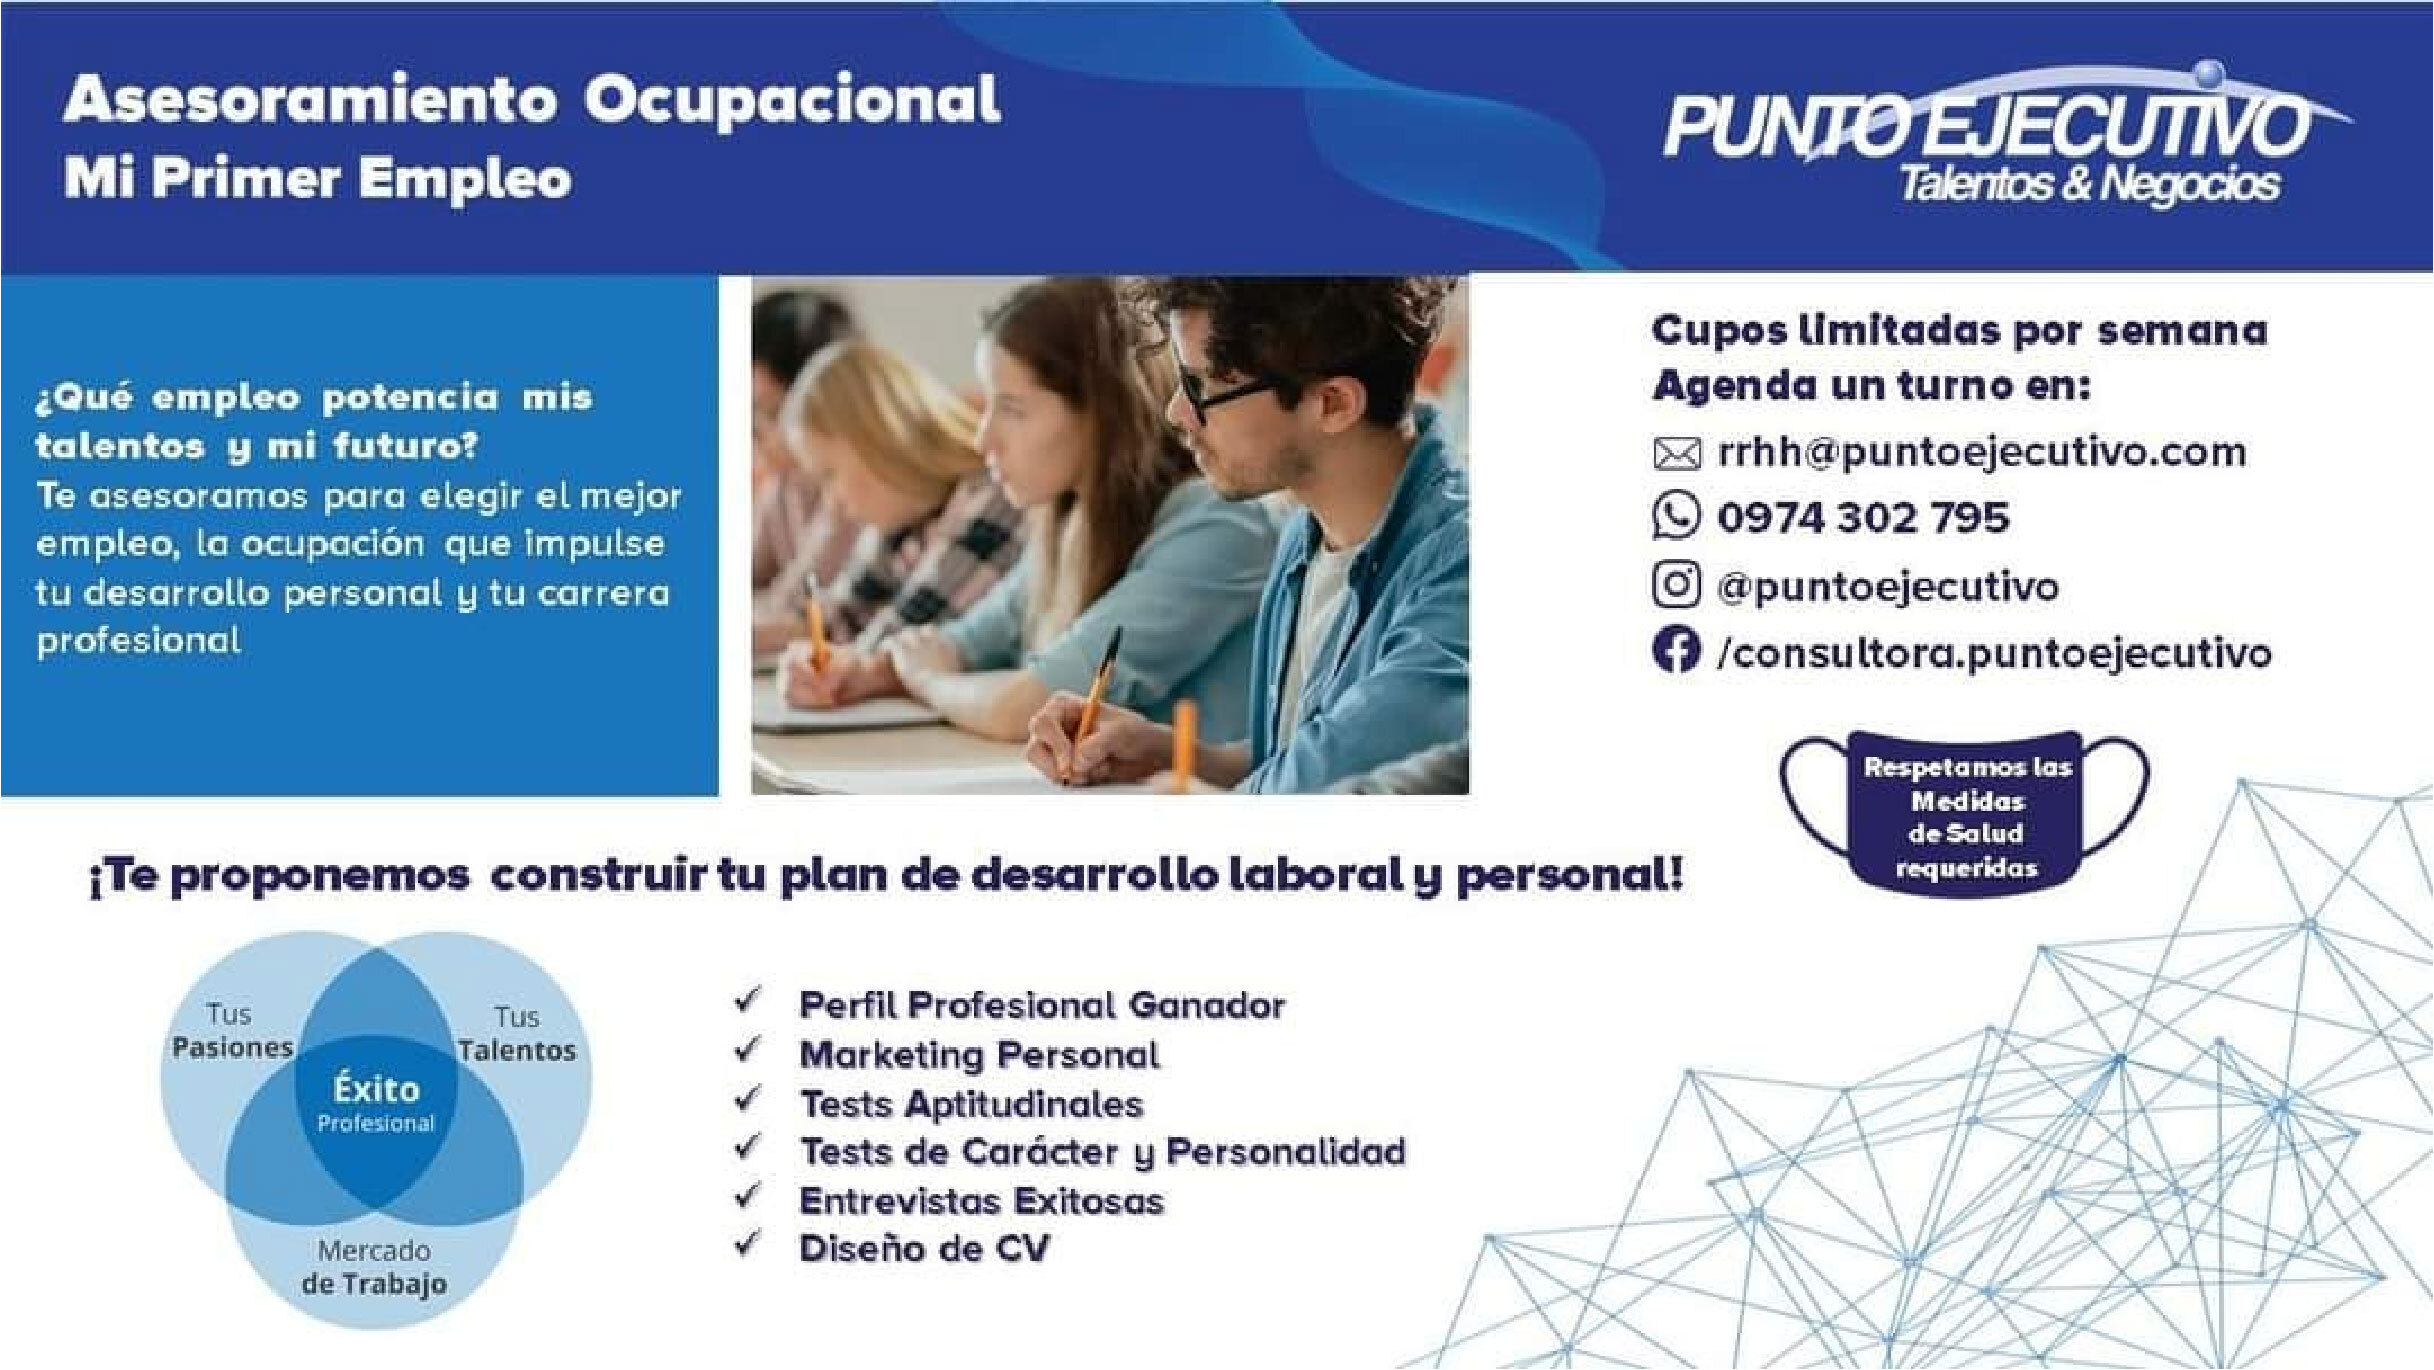 Asesoramiento Ocupacional
Mi Primer Empleo
PUNTO EJECUTIVO
Talentos & Negocios
¿Qué empleo potencia mis
talentos y mi futuro?
Te asesoramos para elegir el mejor
empleo, la ocupación que impulse
tu desarrollo personal y tu carrera
profesional
Cupos limitadas por semana
Agenda un turno en:
rrhh@puntoejecutivo.com
0974 302 795
@puntoejecutivo
/consultora.puntoejecutivo
Respetamos las
Medidas
de Salud
requeridas
¡Te proponemos construir tu plan de desarrollo laboral y personal!
Tus
Pasiones
Tus
Talentos
Éxito
Profesional
Mercado
de Trabajo
✓ Perfil Profesional Ganador
✓ Marketing Personal
✓ Tests Aptitudinales
✓ Tests de Carácter y Personalidad
✓ Entrevistas Exitosas
✓ Diseño de CV